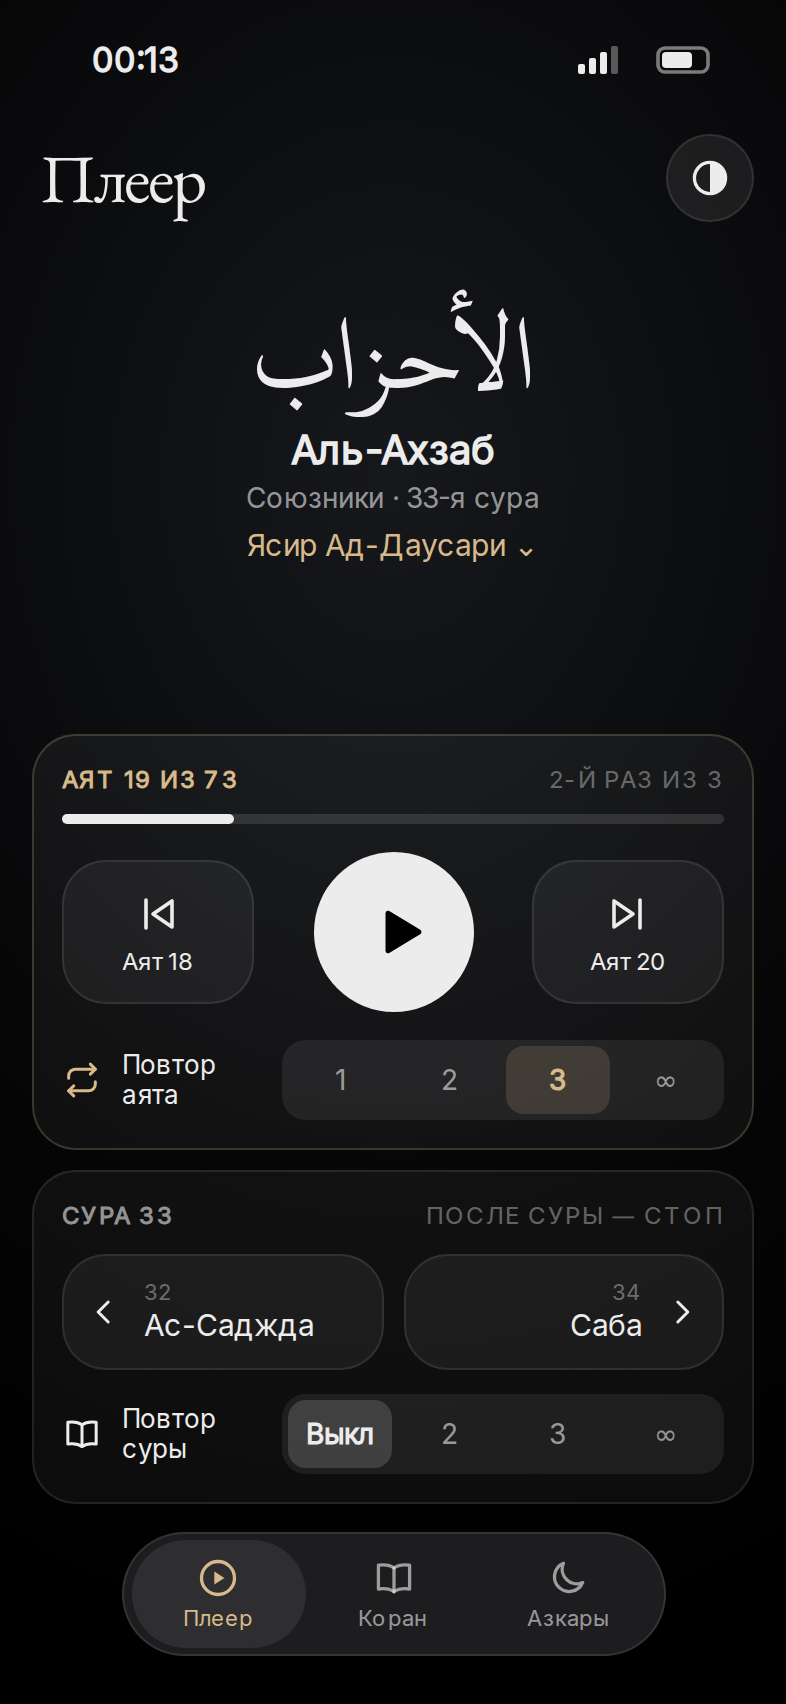 00:13
Плеер
الأحزاب
Аль-Ахзаб
Союзники · 33-я сура
Ясир Ад-Даусари
АЯТ 19 ИЗ 73
2-Й РАЗ ИЗ 3
Аят 18
Аят 20
Повтор
аята
1 2 3 ∞
СУРА 33
ПОСЛЕ СУРЫ — СТОП
32
Ас-Саджда
34
Саба
Повтор
суры
Выкл 2 3 ∞
Плеер
Коран
Азкары